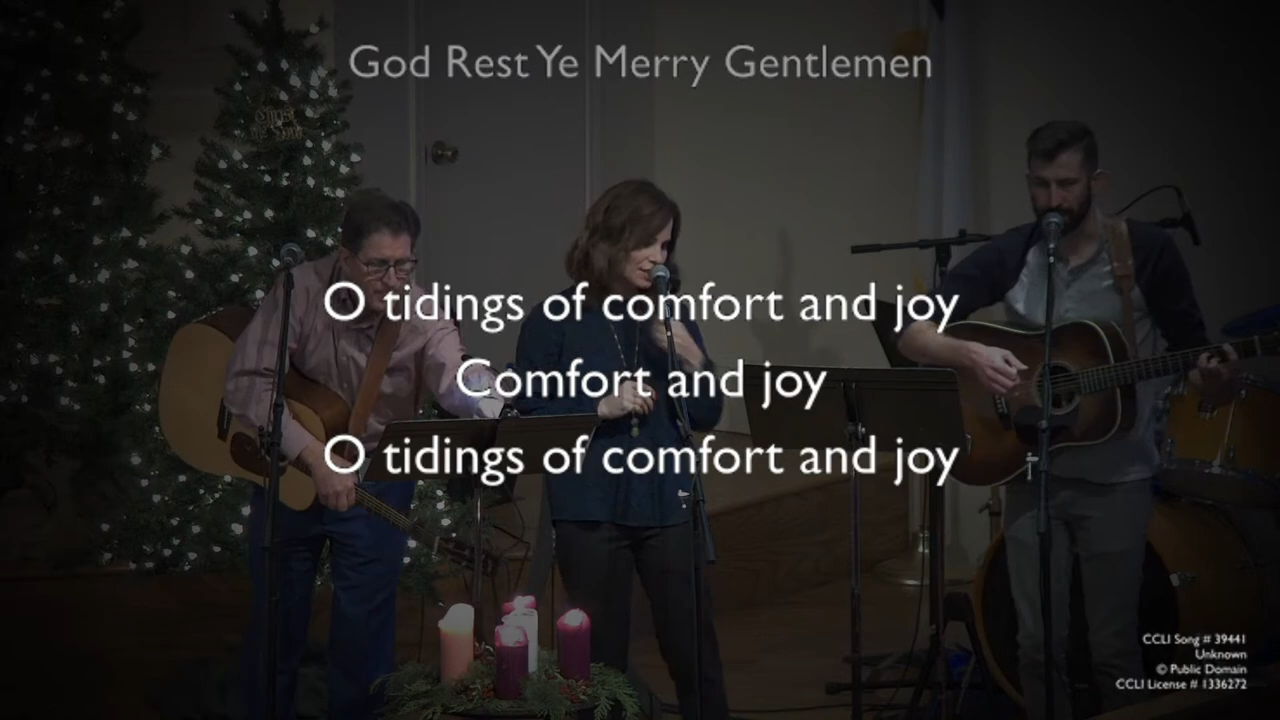 God Rest Ye Merry Gentlemen
O tidings of comfort and joy
Comfort and joy
O tidings of comfort and joy
CCLI Song # 39441
Unknown
© Public Domain
CCLI License # 1336272